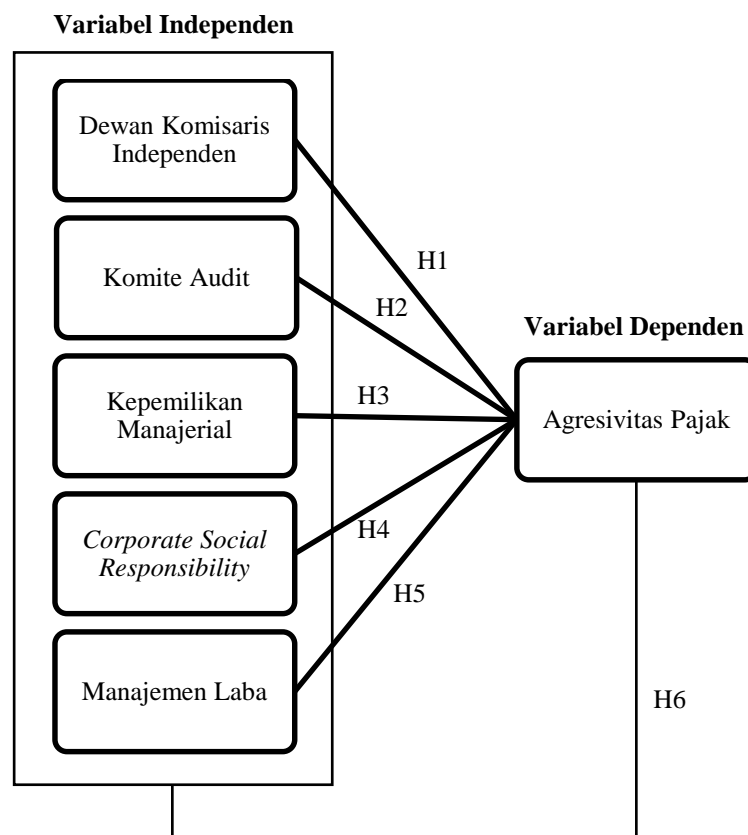 Variabel Independen
Dewan Komisaris
Independen
H1
Komite Audit
H2
Variabel Dependen
Kepemilikan
Manajerial
H3
Agresivitas Pajak
Corporate Social
Responsibility
H4
H5
Manajemen Laba
H6